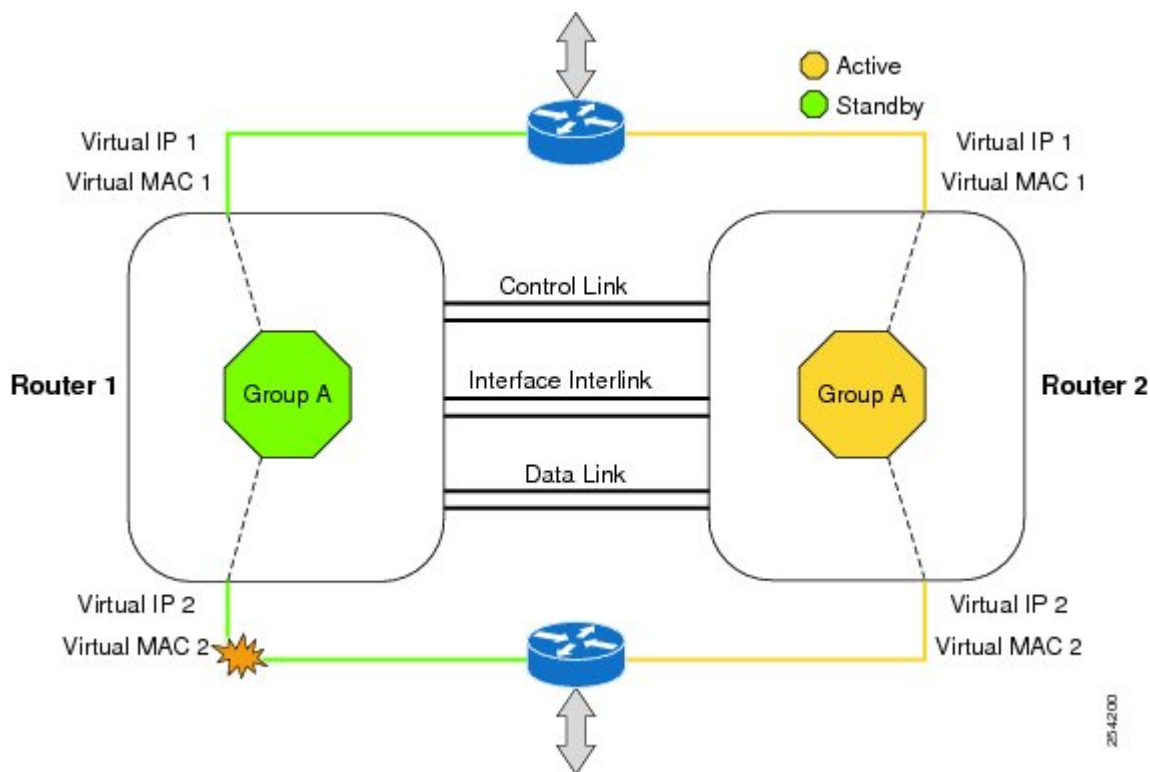 Active
Standby
Virtual IP 1
Virtual MAC 1
Virtual IP 1
Virtual MAC 1
Control Link
Router 1
Group A
Interface Interlink
Group A
Router 2
Data Link
Virtual IP 2
Virtual MAC 2
Virtual IP 2
Virtual MAC 2
254200